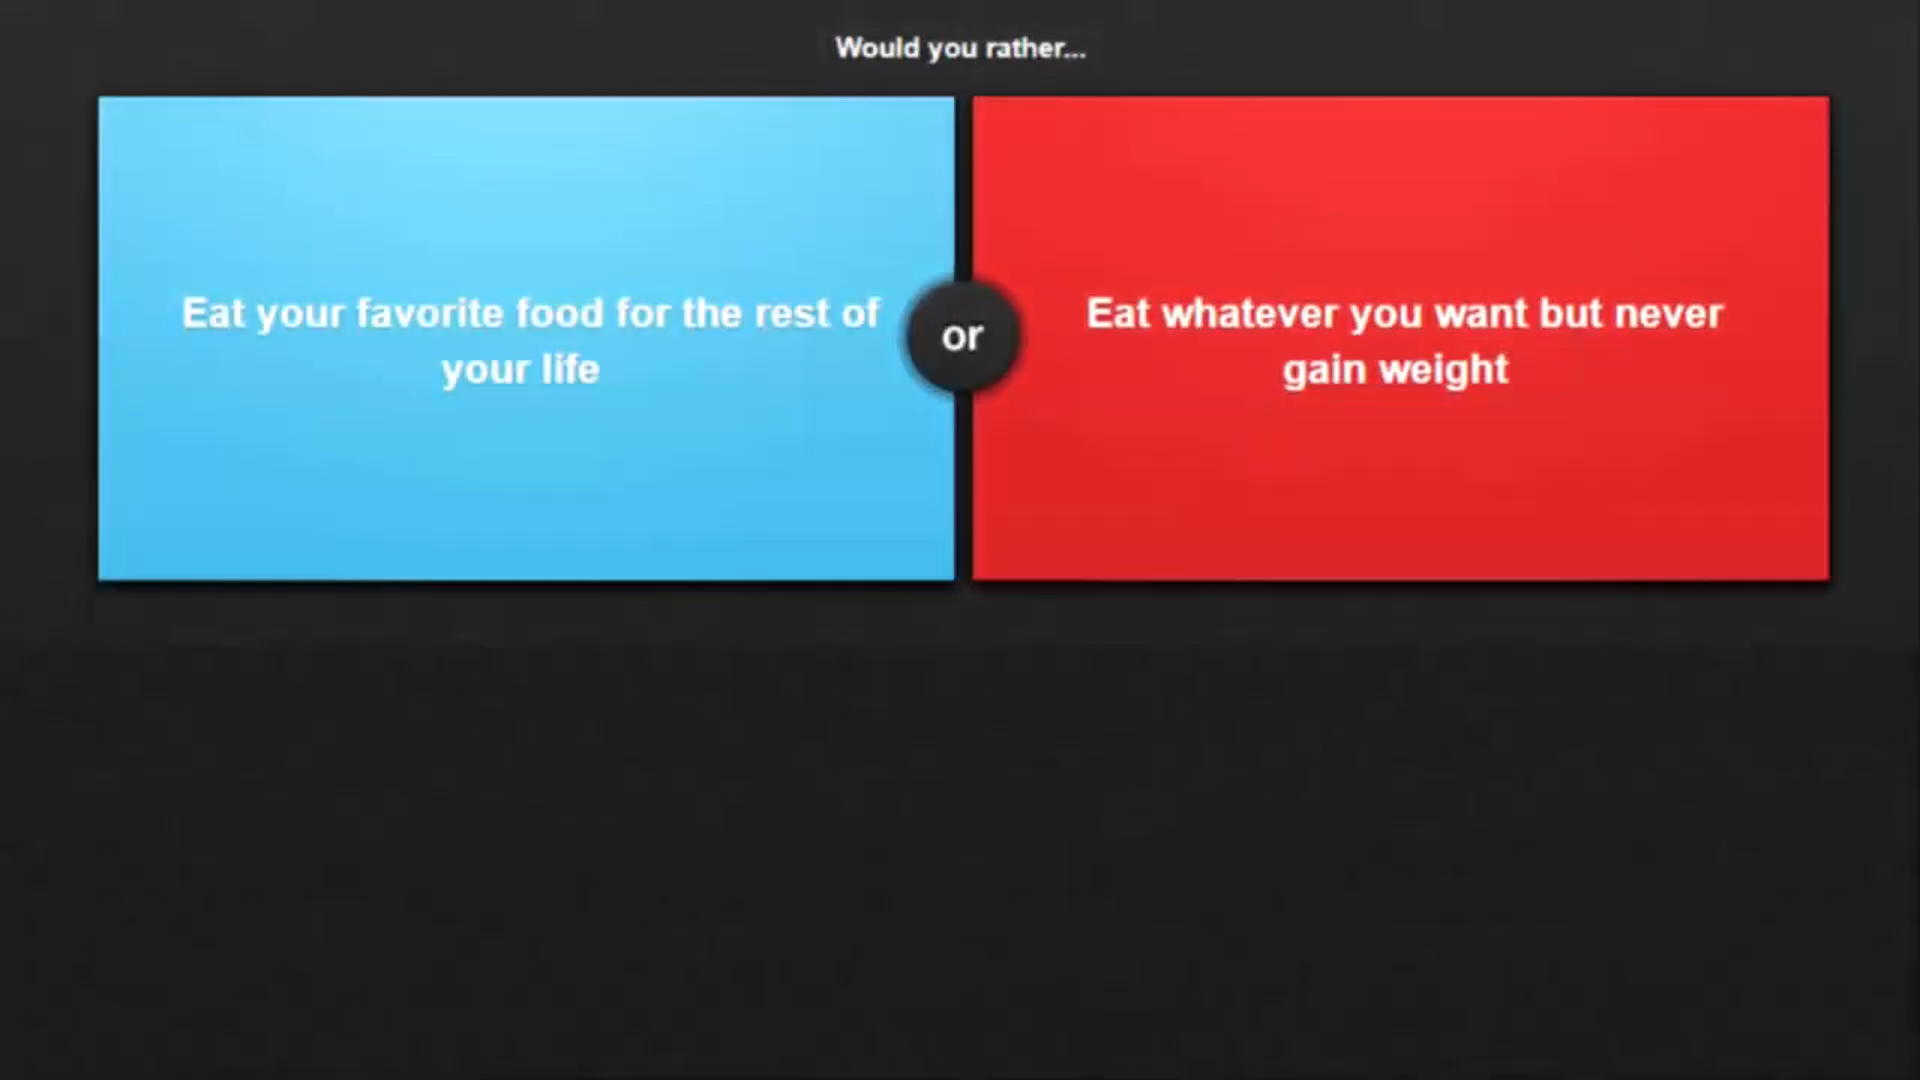 Would you rather...
Eat your favorite food for the rest of
your life
or
Eat whatever you want but never
gain weight